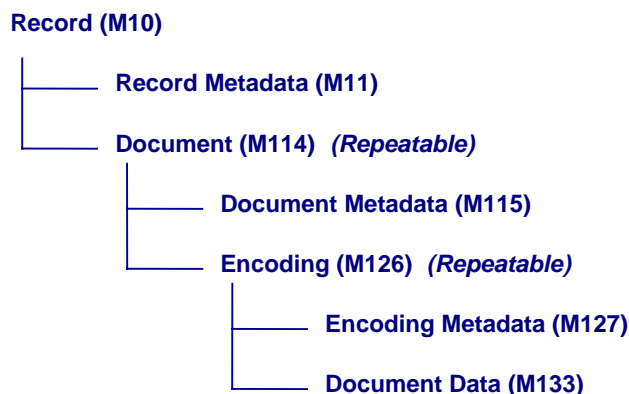 Record (M10)
Record Metadata (M11)
Document (M114) (Repeatable)
Document Metadata (M115)
Encoding (M126) (Repeatable)
Encoding Metadata (M127)
Document Data (M133)